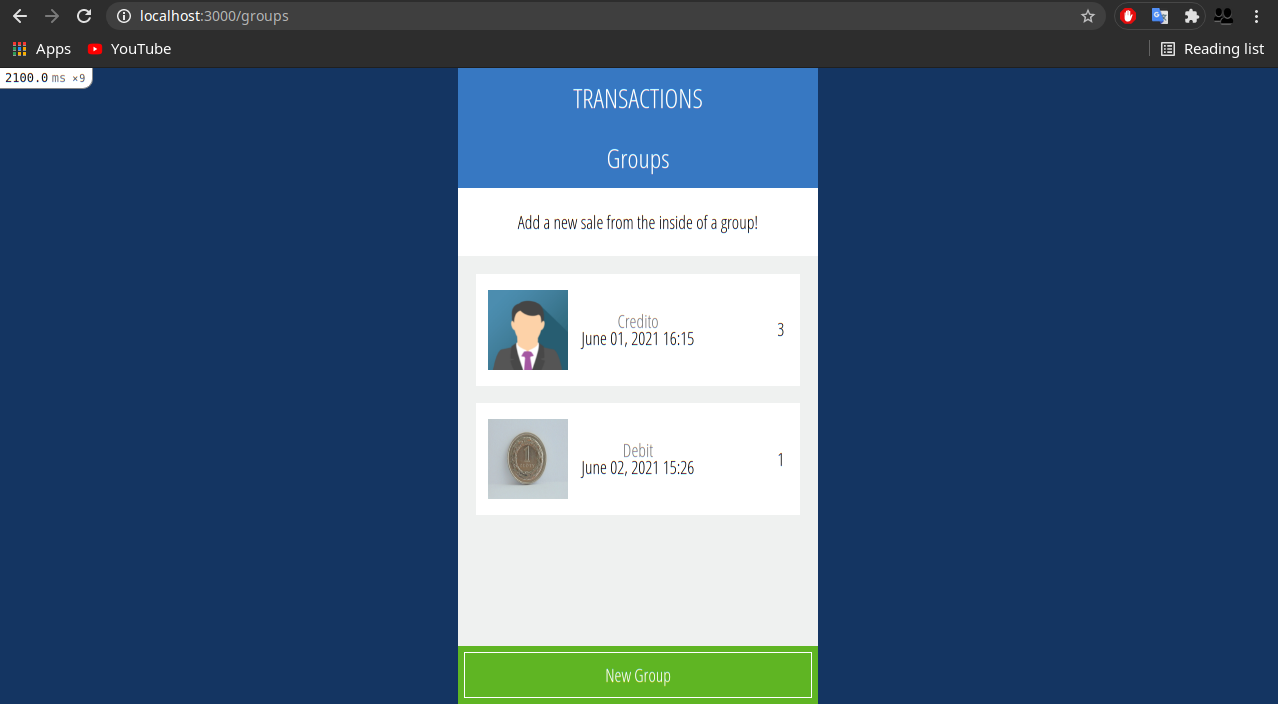 localhost:3000/groups
Apps YouTube Reading list
2100.0 ms ×9
TRANSACTIONS
Groups
Add a new sale from the inside of a group!
Credito
June 01, 2021 16:15
3
Debit
June 02, 2021 15:26
1
New Group